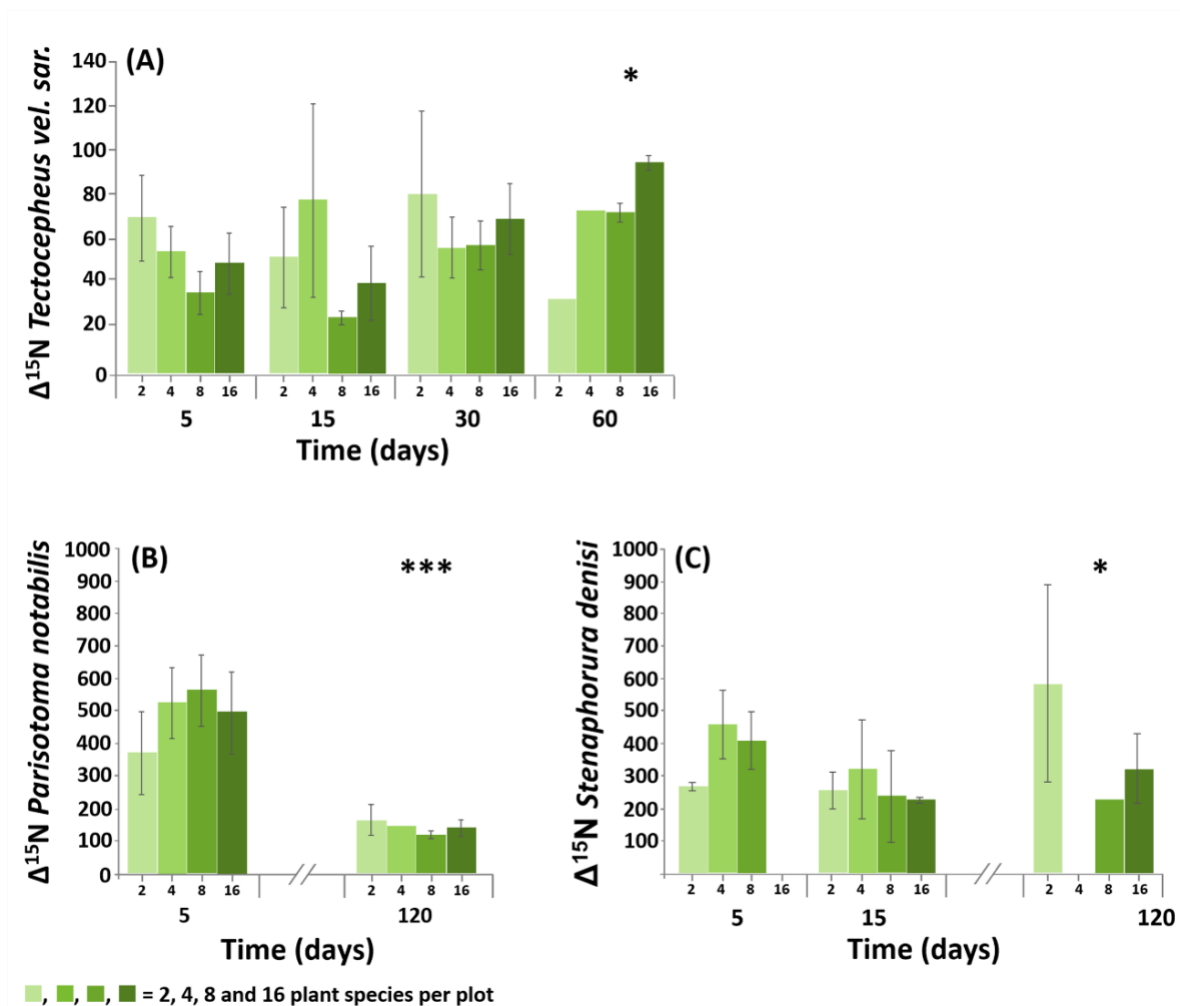 (A)
*
Δ15N Tectocepheus vel. sar.
140
120
100
80
60
40
20
0
2 4 8 16 2 4 8 16 2 4 8 16 2 4 8 16
5 15 30 60
Time (days)
(B)
***
Δ15N Parisotoma notabilis
1000
900
800
700
600
500
400
300
200
100
0
2 4 8 16 2 4 8 16
5 120
Time (days)
(C)
*
Δ15N Stenaphorura denisi
1000
900
800
700
600
500
400
300
200
100
2 4 8 16 2 4 8 16 2 4 8 16
5 15 120
Time (days)
, , , = 2, 4, 8 and 16 plant species per plot